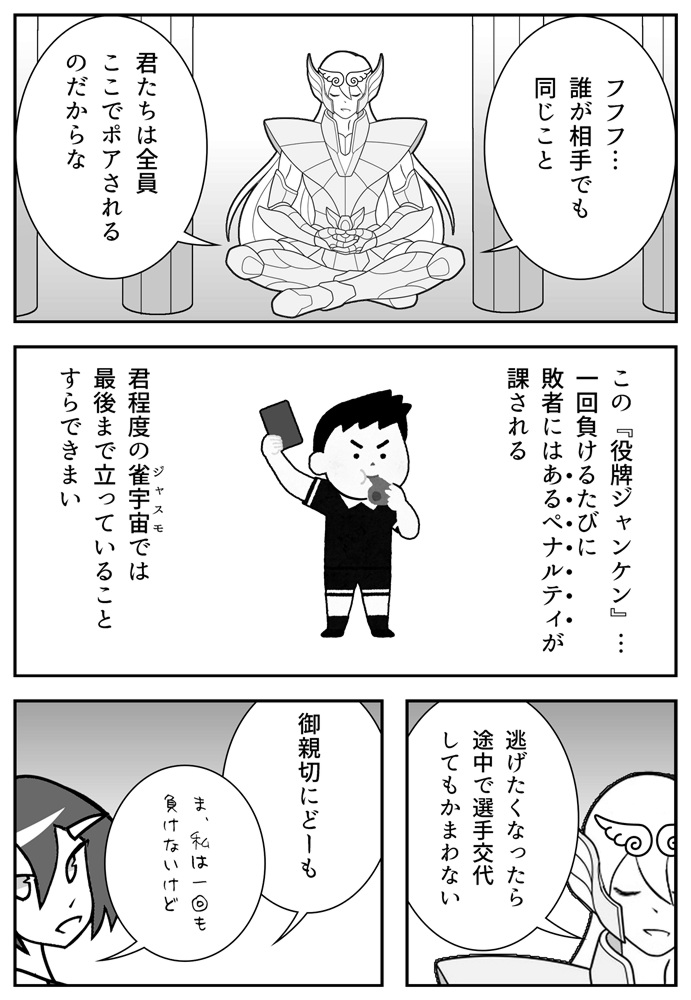 フフフ…
誰が相手でも
同じこと
君たちは全員
ここでポアされる
のだからな
この『役牌ジャンケン』…
一回負けるたびに
敗者にはあるペナルティが
課される
君程度の雀宇宙では
ジャスモ
最後まで立っていること
すらできまい
逃げたくなったら
途中で選手交代
してもかまわない
御親切にどーも
ま、私は一回も
負けないけど